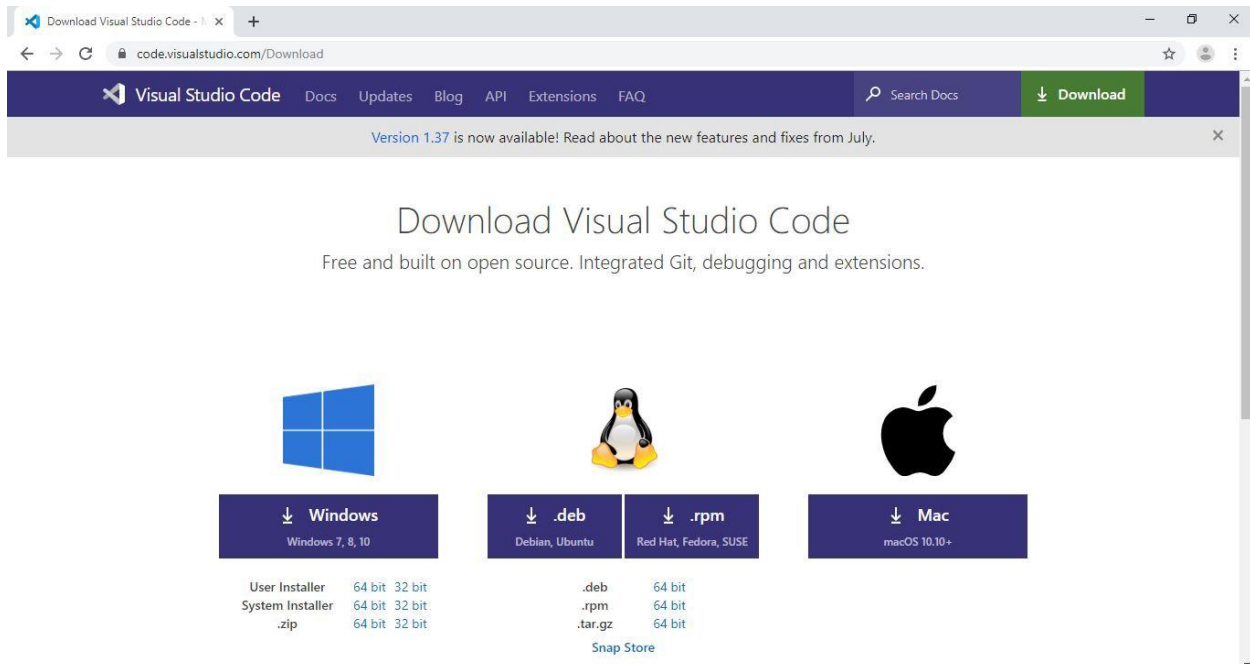 Download Visual Studio Code -
code.visualstudio.com/Download
Visual Studio Code Docs Updates Blog API Extensions FAQ Search Docs Download
Version 1.37 is now available! Read about the new features and fixes from July.
Download Visual Studio Code
Free and built on open source. Integrated Git, debugging and extensions.
Windows
Windows 7, 8, 10
.deb
Debian, Ubuntu
.rpm
Red Hat, Fedora, SUSE
Mac
macOS 10.10+
User Installer 64 bit 32 bit
System Installer 64 bit 32 bit
.zip 64 bit 32 bit
.deb 64 bit
.rpm 64 bit
.tar.gz 64 bit
Snap Store